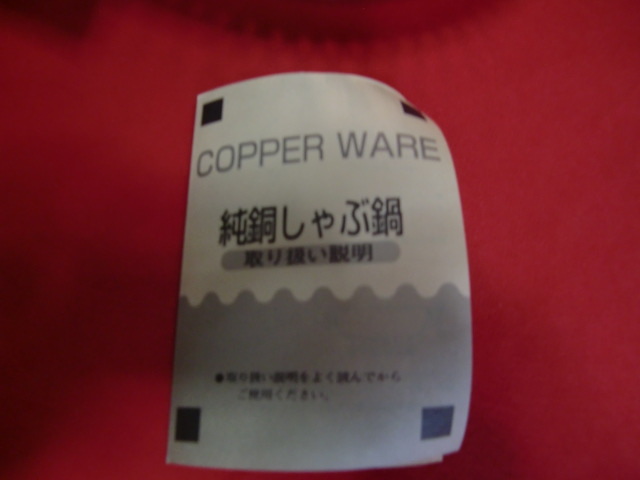 COPPER WARE
純銅しゃぶ鍋
取り扱い説明
●取り扱い説明をよく読んでから
ご使用ください。